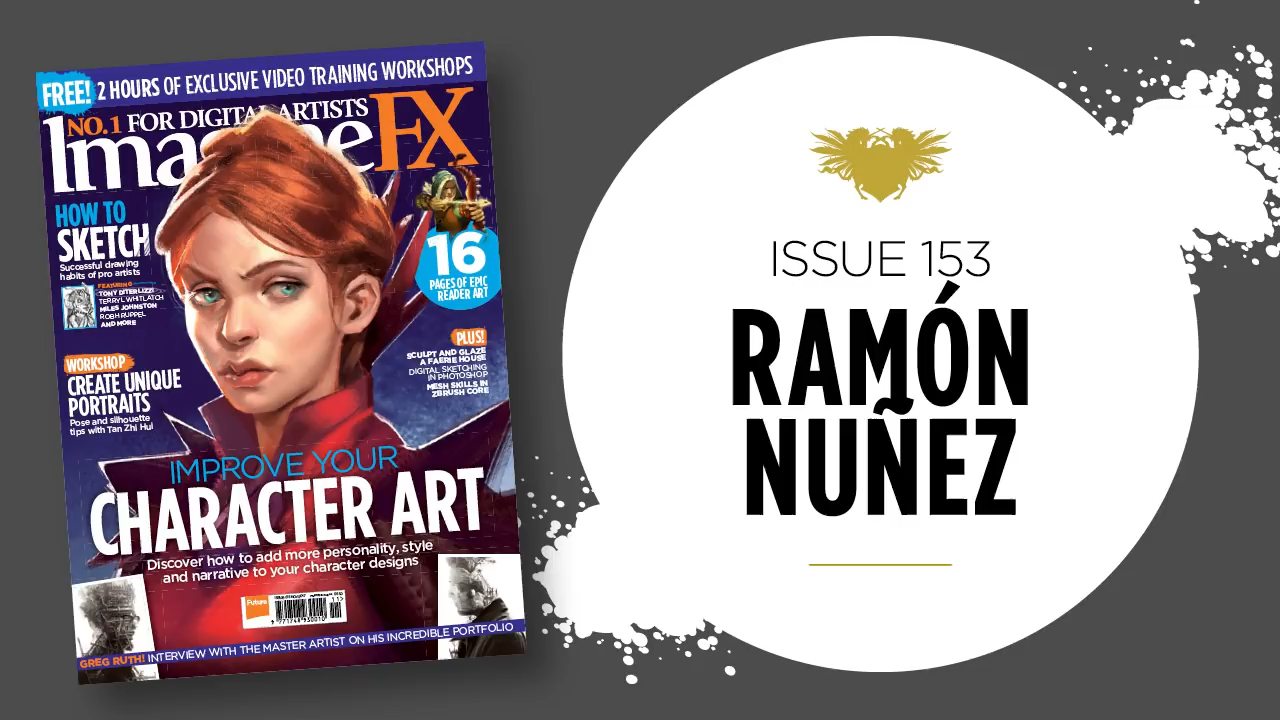 FREE! 2 HOURS OF EXCLUSIVE VIDEO TRAINING WORKSHOPS
NO.1 FOR DIGITAL ARTISTS
ImagineFX
HOW TO
SKETCH
Successful drawing
habits of pro artists
FEATURING
TONY DITERLIZZI
TERRYL WHITLATCH
MILES JOHNSTON
ROBH RUPPEL
AND MORE
16
PAGES OF EPIC
READER ART
WORKSHOP
CREATE UNIQUE
PORTRAITS
Pose and silhouette
tips with Tan Zhi Hui
PLUS!
SCULPT AND GLAZE
A FAERIE HOUSE
DIGITAL SKETCHING
IN PHOTOSHOP
MESH SKILLS IN
ZBRUSH CORE
IMPROVE YOUR
CHARACTER ART
Discover how to add more personality, style
and narrative to your character designs
Future
9 771748 930010
GREG RUTH! INTERVIEW WITH THE MASTER ARTIST ON HIS INCREDIBLE PORTFOLIO
ISSUE 153
RAMÓN
NUÑEZ